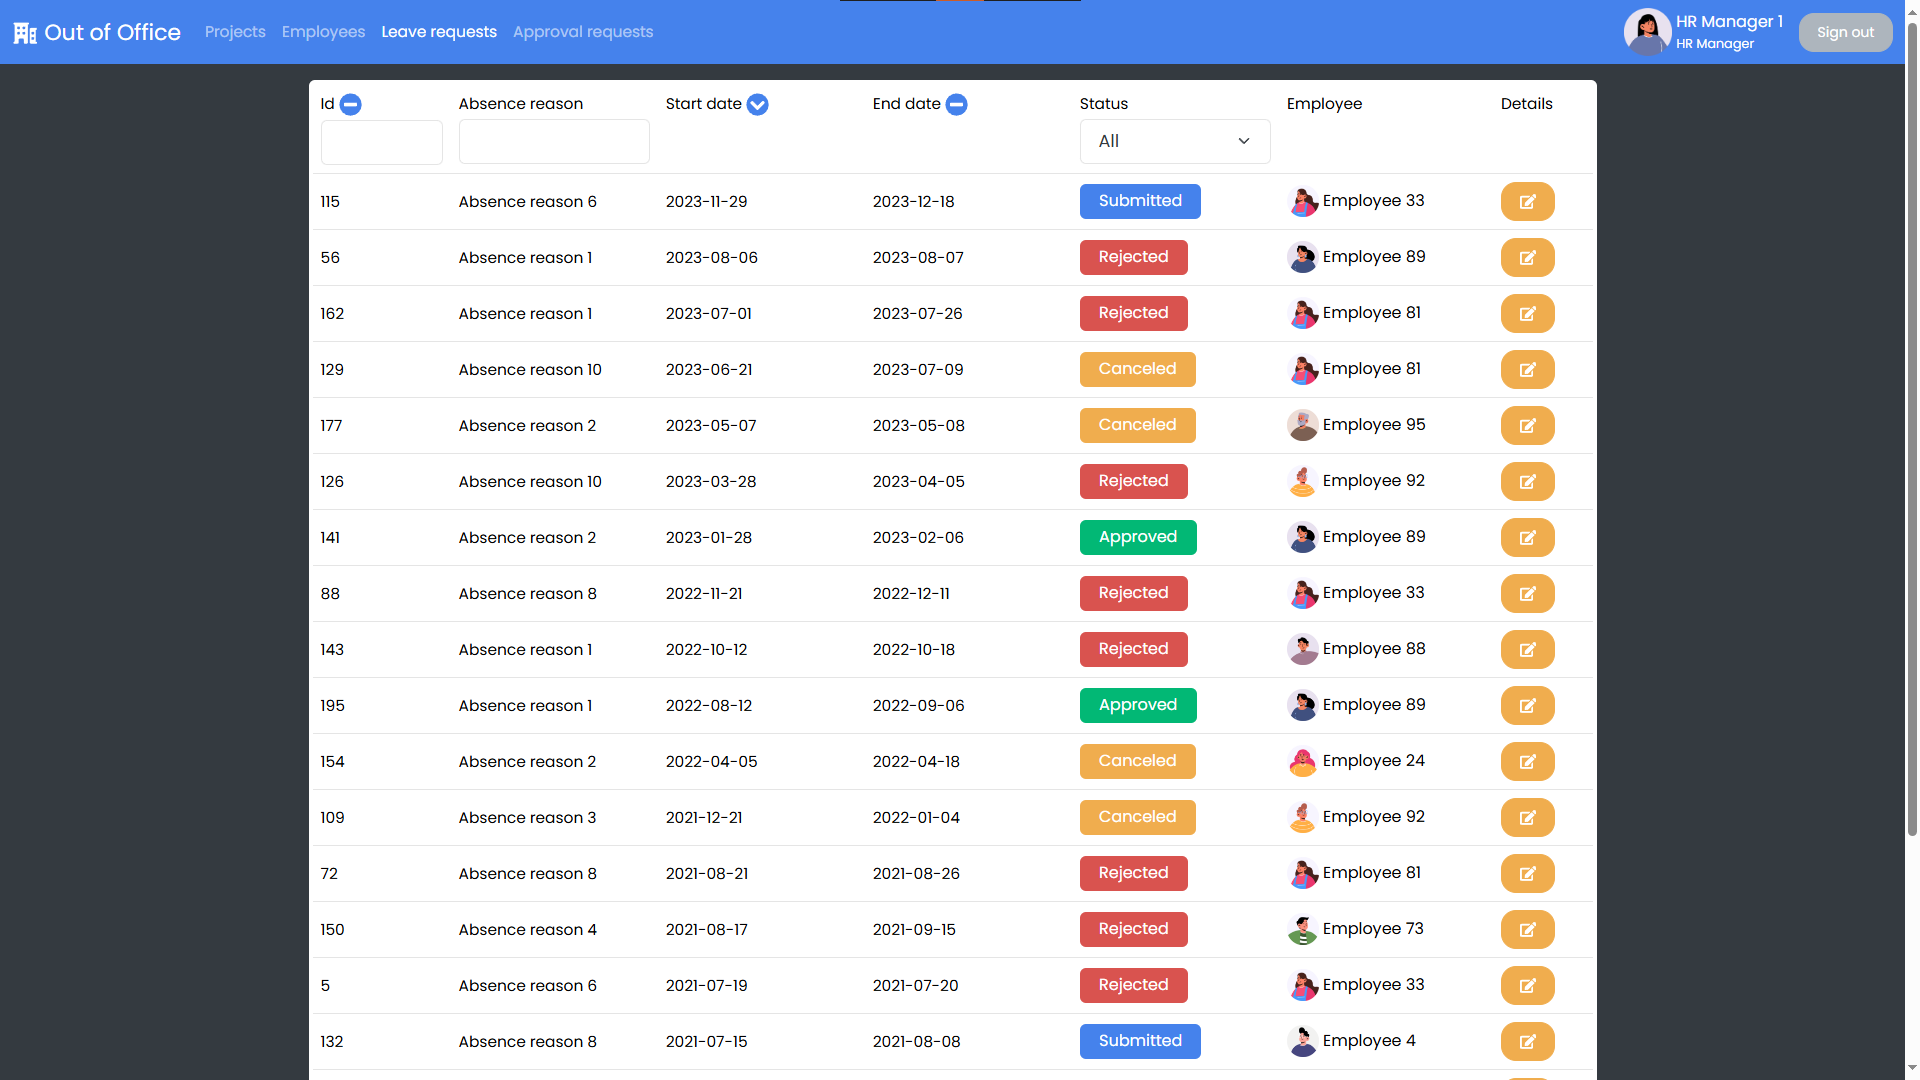 Out of Office Projects Employees Leave requests Approval requests HR Manager 1 Sign out
HR Manager
Id Absence reason Start date End date Status Employee Details
All
115 Absence reason 6 2023-11-29 2023-12-18 Submitted Employee 33
56 Absence reason 1 2023-08-06 2023-08-07 Rejected Employee 89
162 Absence reason 1 2023-07-01 2023-07-26 Rejected Employee 81
129 Absence reason 10 2023-06-21 2023-07-09 Canceled Employee 81
177 Absence reason 2 2023-05-07 2023-05-08 Canceled Employee 95
126 Absence reason 10 2023-03-28 2023-04-05 Rejected Employee 92
141 Absence reason 2 2023-01-28 2023-02-06 Approved Employee 89
88 Absence reason 8 2022-11-21 2022-12-11 Rejected Employee 33
143 Absence reason 1 2022-10-12 2022-10-18 Rejected Employee 88
195 Absence reason 1 2022-08-12 2022-09-06 Approved Employee 89
154 Absence reason 2 2022-04-05 2022-04-18 Canceled Employee 24
109 Absence reason 3 2021-12-21 2022-01-04 Canceled Employee 92
72 Absence reason 8 2021-08-21 2021-08-26 Rejected Employee 81
150 Absence reason 4 2021-08-17 2021-09-15 Rejected Employee 73
5 Absence reason 6 2021-07-19 2021-07-20 Rejected Employee 33
132 Absence reason 8 2021-07-15 2021-08-08 Submitted Employee 4